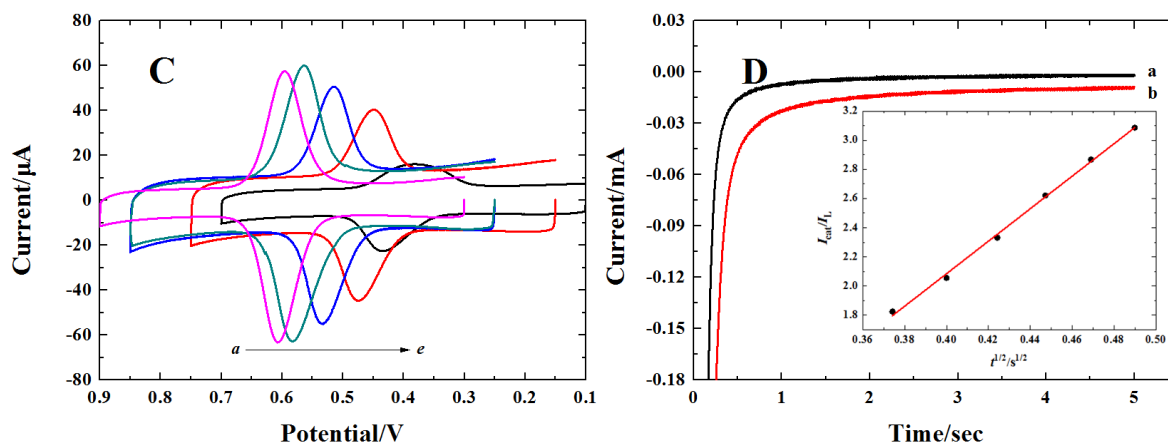 C
Current/μA
80
60
40
20
0
-20
-40
-60
-80
a e
0.9 0.8 0.7 0.6 0.5 0.4 0.3 0.2 0.1
Potential/V
D
Current/mA
0.00
-0.03
-0.06
-0.09
-0.12
-0.15
-0.18
a
b
0 1 2 3 4 5
Time/sec
Icat/IL
3.2
3.0
2.8
2.6
2.4
2.2
2.0
1.8
0.36 0.38 0.40 0.42 0.44 0.46 0.48 0.50
t1/2/s1/2